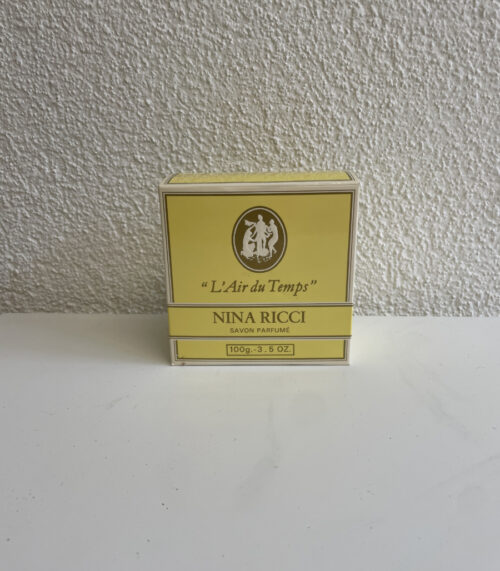 “L'Air du Temps”
NINA RICCI
SAVON PARFUMÉ
100g.-3.5 OZ.